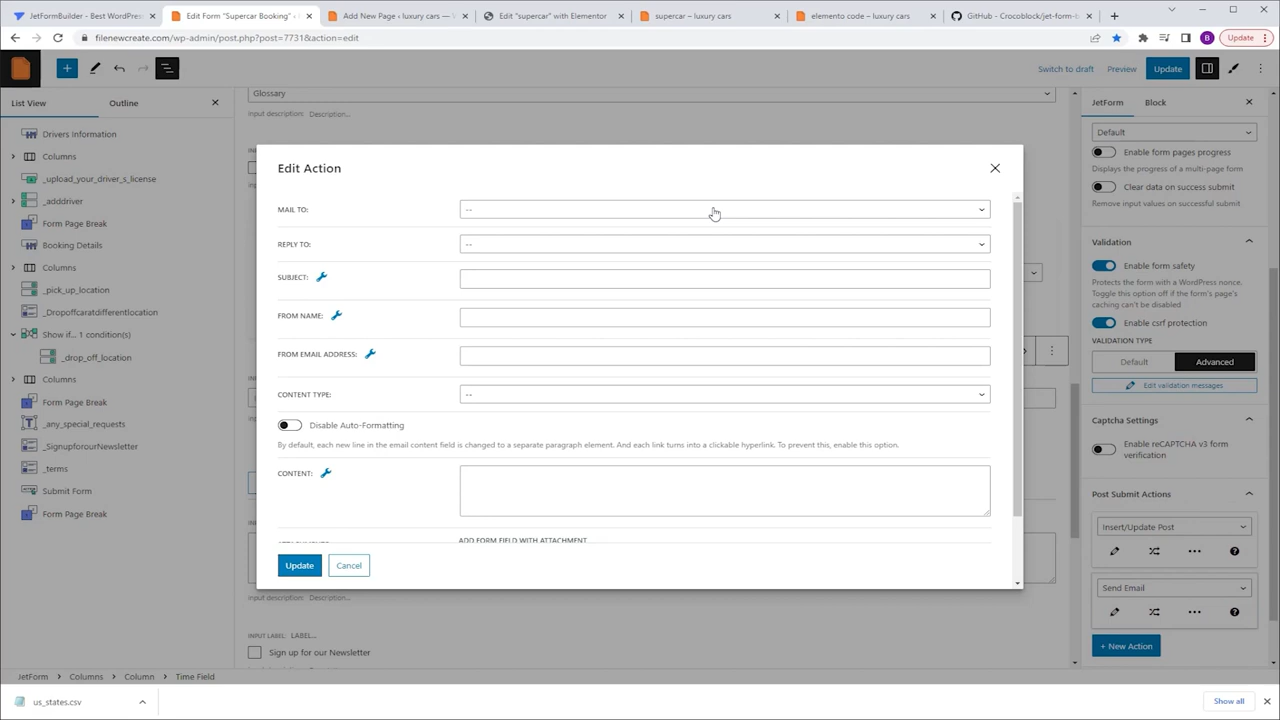 JetFormBuilder - Best WordPress
Edit Form "Supercar Booking" ‹
Add New Page ‹ luxury cars — W
Edit "supercar" with Elementor
supercar – luxury cars
elemento code – luxury cars
GitHub - Crocoblock/jet-form-b
filenewcreate.com/wp-admin/post.php?post=7731&action=edit
B
Update
Switch to draft
Preview
Update
List View
Outline
Drivers Information
Columns
_upload_your_driver_s_license
_adddriver
Form Page Break
Booking Details
Columns
_pick_up_location
_Dropoffcaratdifferentlocation
Show if... 1 condition(s)
_drop_off_location
Columns
Form Page Break
_any_special_requests
_SignupforourNewsletter
_terms
Submit Form
Form Page Break
Glossary
Input description: Description...
Edit Action
MAIL TO:
--
REPLY TO:
--
SUBJECT:
FROM NAME:
FROM EMAIL ADDRESS:
CONTENT TYPE:
--
Disable Auto-Formatting
By default, each new line in the email content field is changed to a separate paragraph element. And each link turns into a clickable hyperlink. To prevent this, enable this option.
CONTENT:
ADD FORM FIELD WITH ATTACHMENT
Update
Cancel
Input description: Description...
INPUT LABEL: LABEL...
Sign up for our Newsletter
JetForm
Block
Default
Enable form pages progress
Displays the progress of a multi-page form
Clear data on success submit
Remove input values on successful submit
Validation
Enable form safety
Protects the form with a WordPress nonce.
Toggle this option off if the form's page's
caching can't be disabled
Enable csrf protection
VALIDATION TYPE
Default
Advanced
Edit validation messages
Captcha Settings
Enable reCAPTCHA v3 form
verification
Post Submit Actions
Insert/Update Post
Send Email
+ New Action
JetForm
Columns
Column
Time Field
us_states.csv
Show all